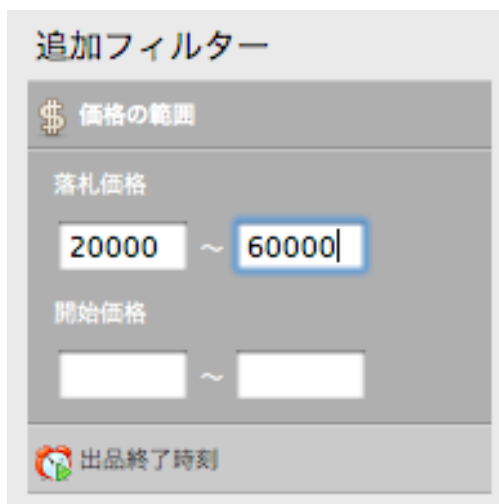 追加フィルター
価格の範囲
落札価格
20000 ～ 60000
開始価格
～
出品終了時刻